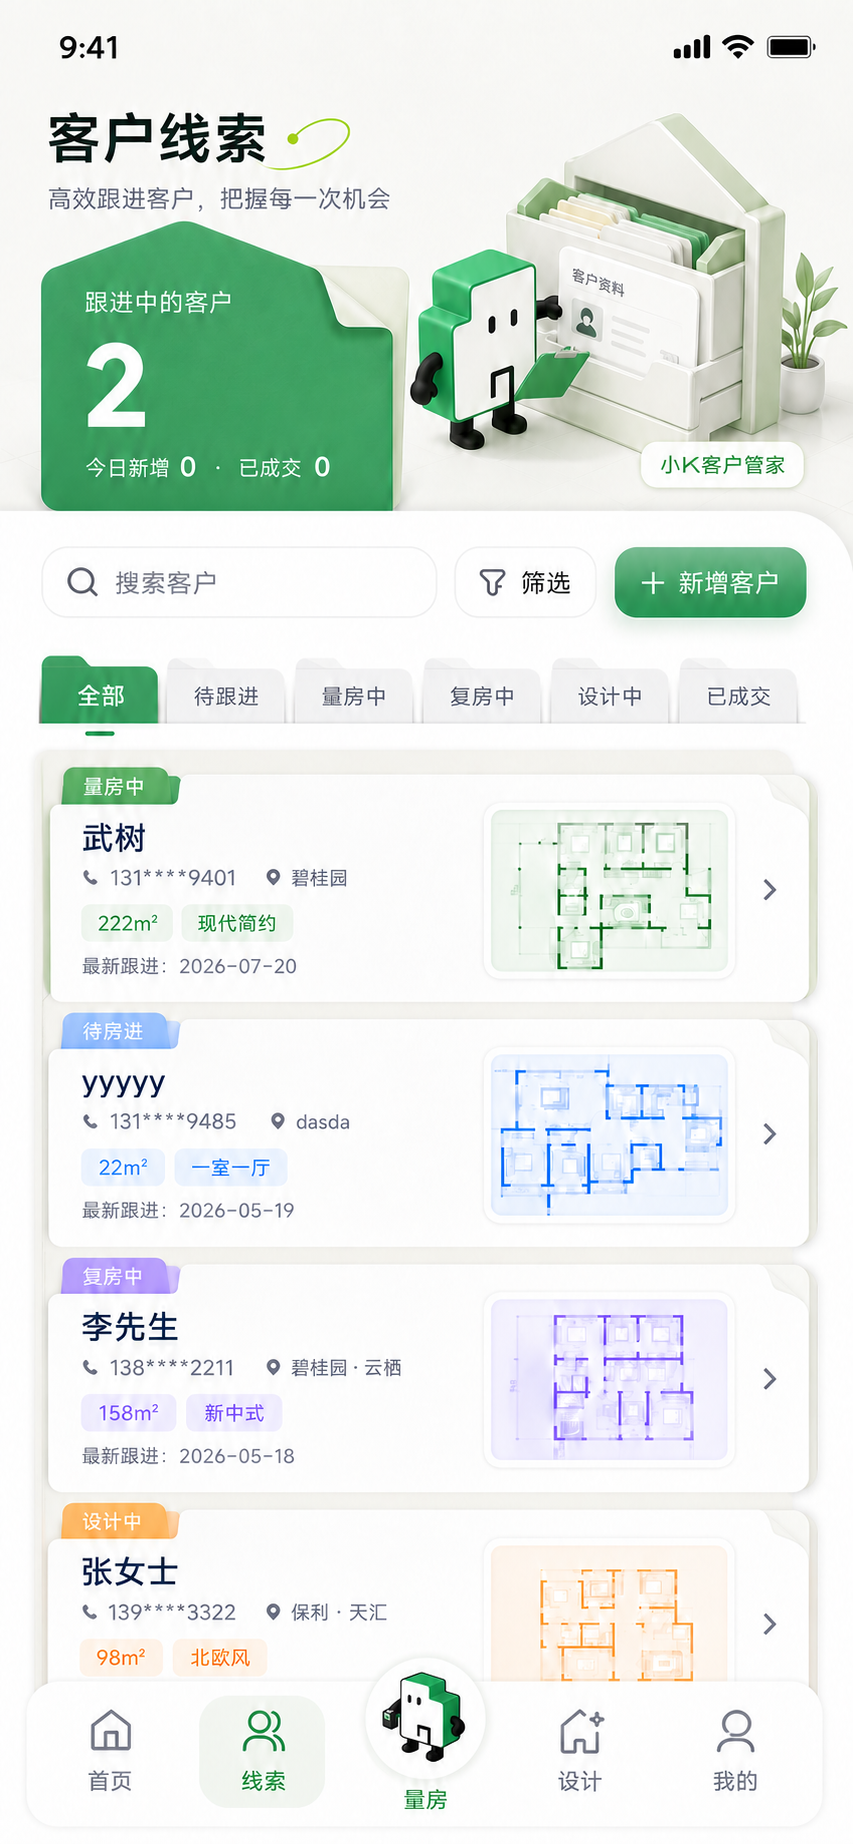 9:41
客户线索
高效跟进客户，把握每一次机会
跟进中的客户
2
今日新增 0 · 已成交 0
客户资料
小K客户管家
搜索客户
筛选
新增客户
全部
待跟进
量房中
复房中
设计中
已成交
量房中
武树
131****9401 碧桂园
222m² 现代简约
最新跟进：2026-07-20
待房进
yyyyy
131****9485 dasda
22m² 一室一厅
最新跟进：2026-05-19
复房中
李先生
138****2211 碧桂园·云栖
158m² 新中式
最新跟进：2026-05-18
设计中
张女士
139****3322 保利·天汇
98m² 北欧风
首页
线索
量房
设计
我的